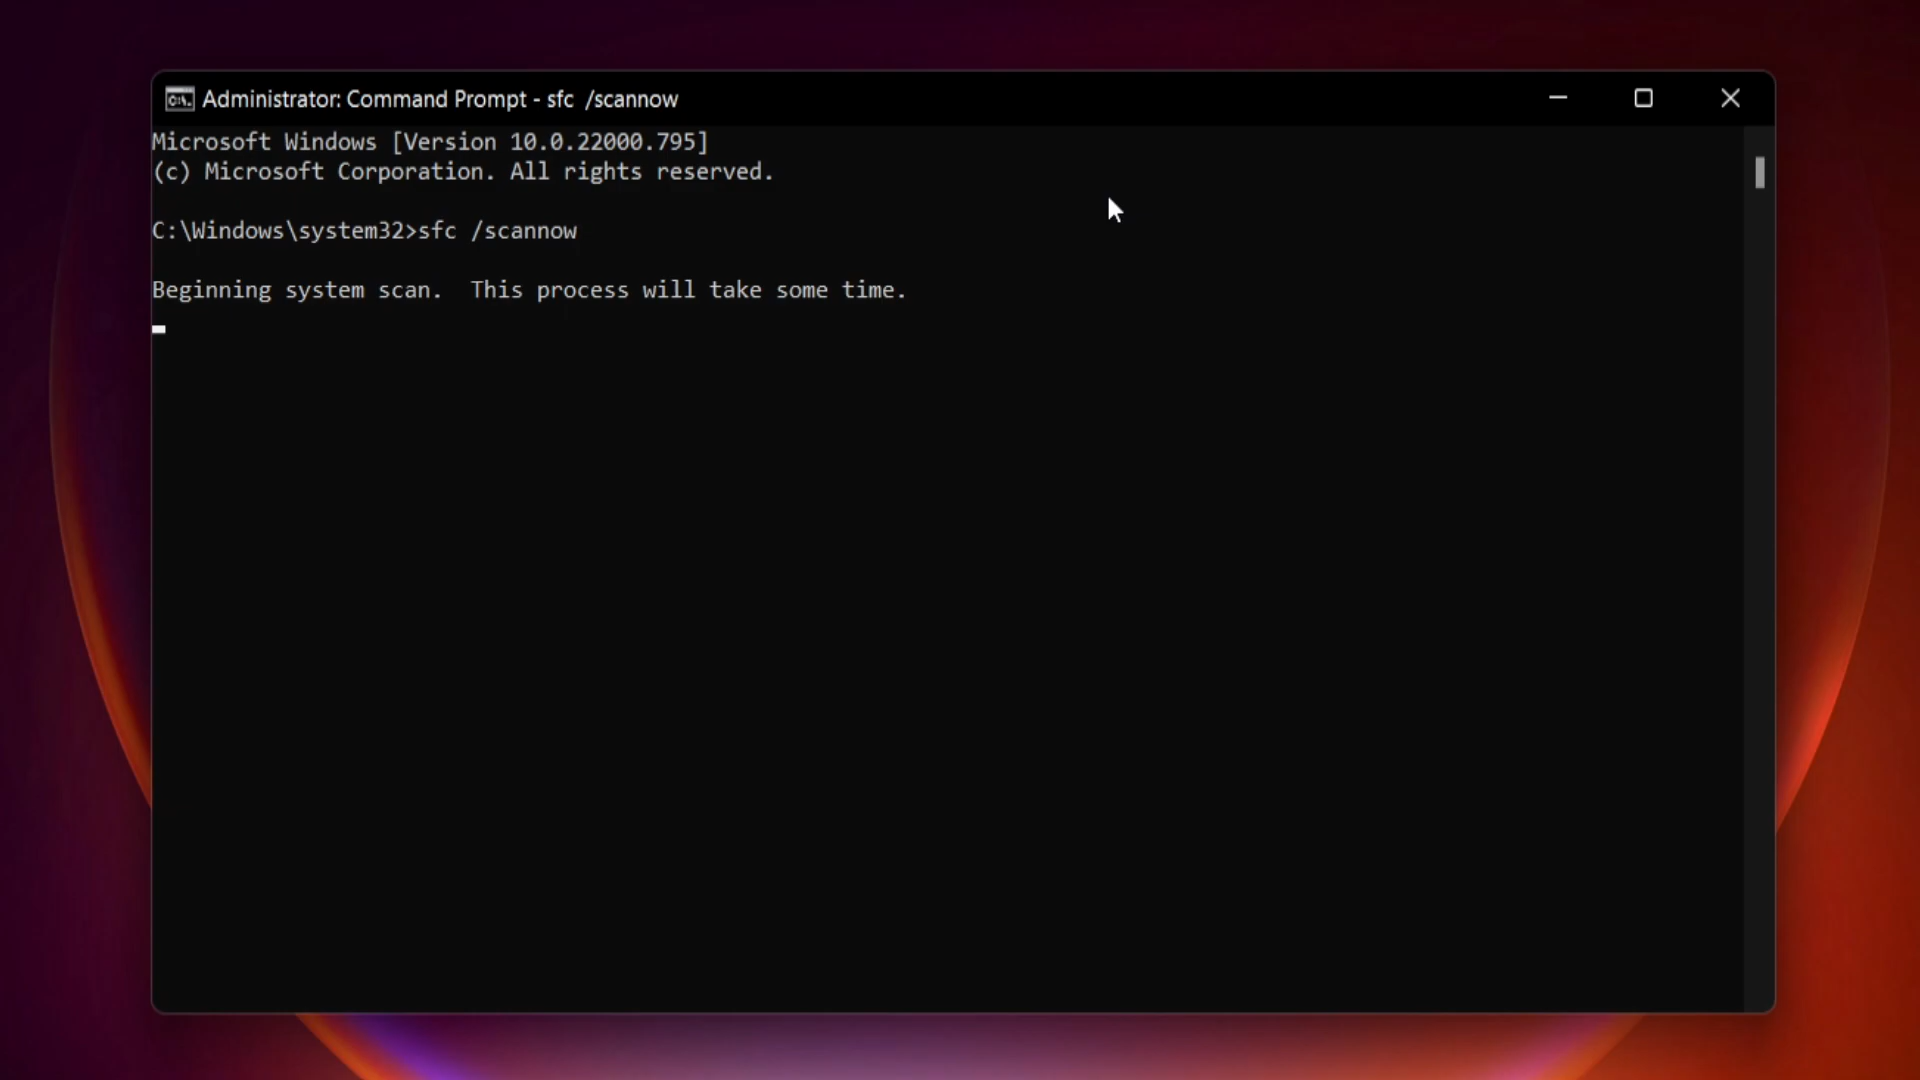 Administrator: Command Prompt - sfc  /scannow
Microsoft Windows [Version 10.0.22000.795]
(c) Microsoft Corporation. All rights reserved.
C:\Windows\system32>sfc /scannow
Beginning system scan.  This process will take some time.